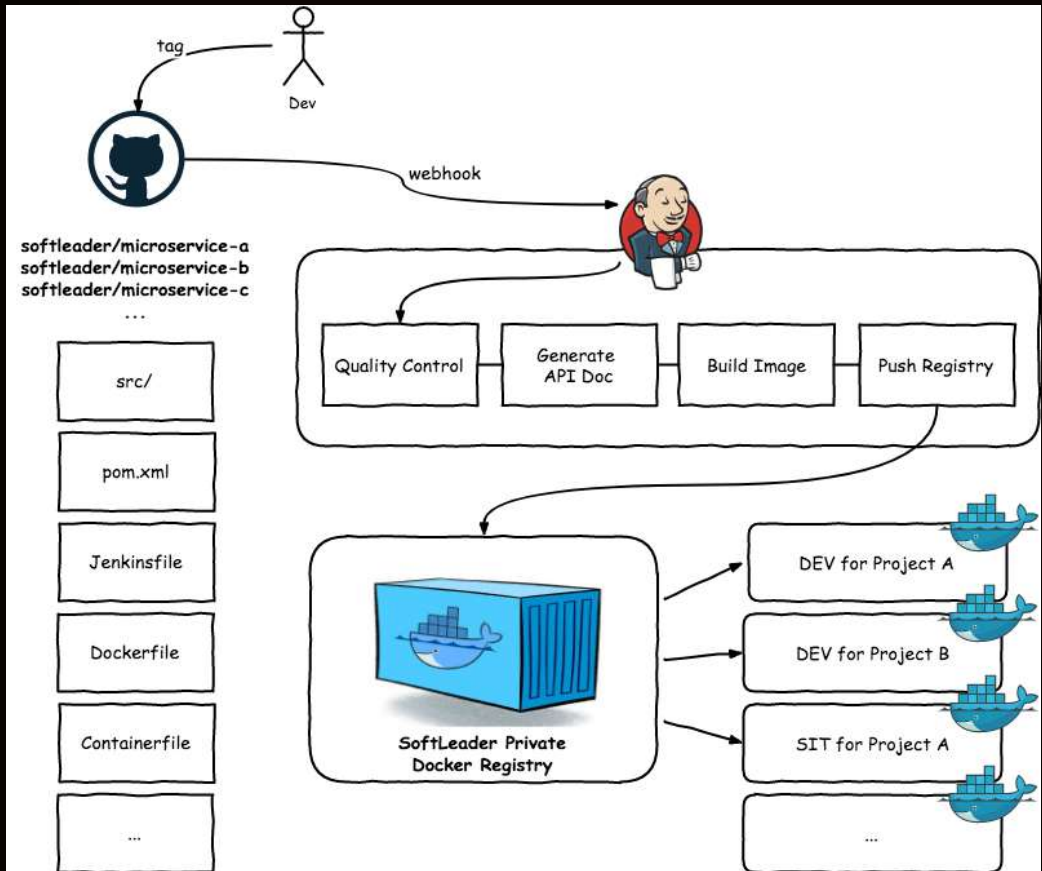 tag
Dev
webhook
softleader/microservice-a
softleader/microservice-b
softleader/microservice-c
...
src/
pom.xml
Jenkinsfile
Dockerfile
Containerfile
...
Quality Control
Generate
API Doc
Build Image
Push Registry
SoftLeader Private
Docker Registry
DEV for Project A
DEV for Project B
SIT for Project A
...